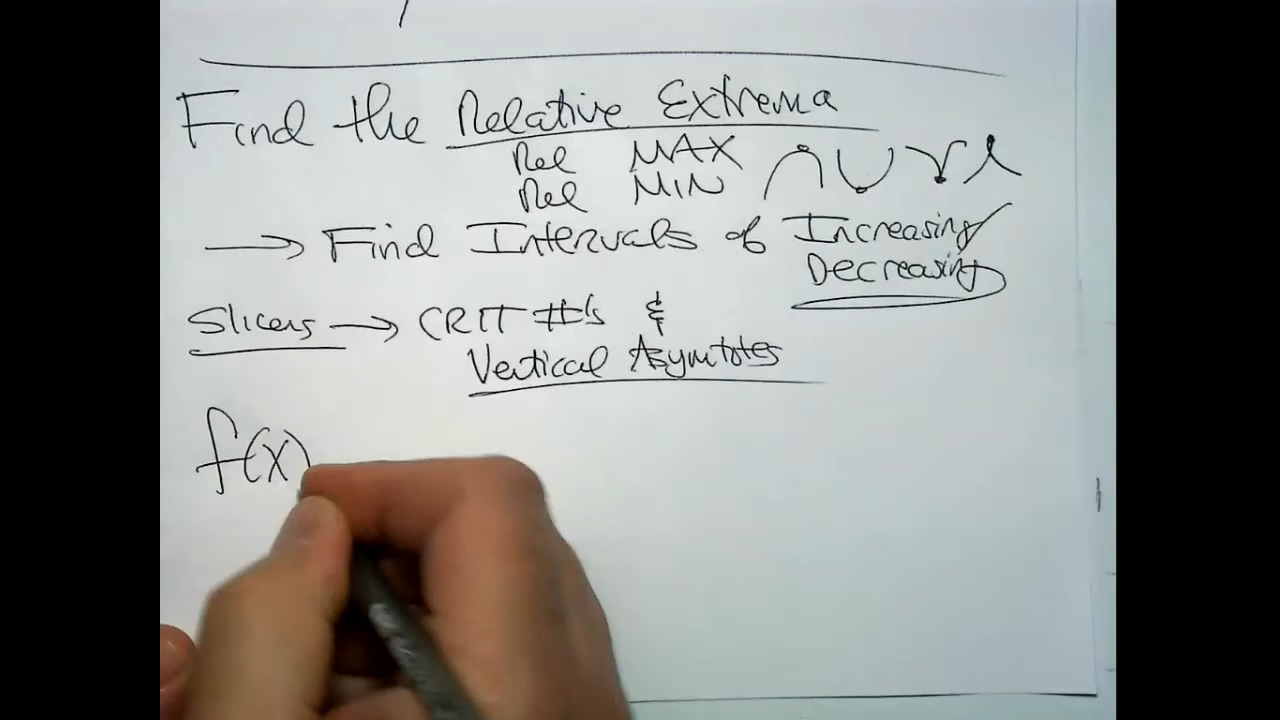 Find the Relative Extrema
Rel MAX
Rel MIN
→ Find Intervals of Increasing/
Decreasing
Slicers → CRIT #'s &
Vertical Asymtotes
f(x)